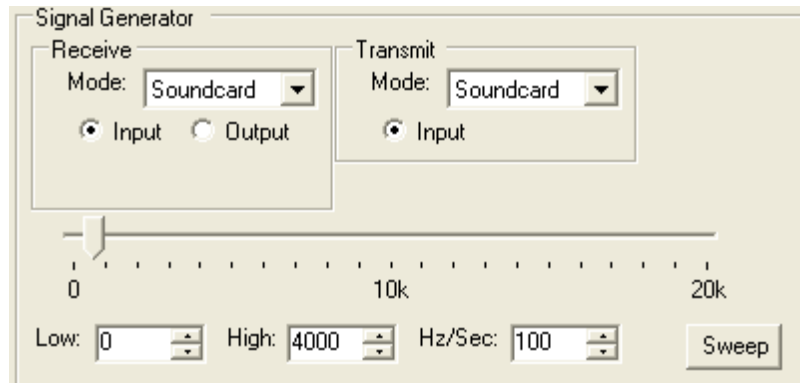 Signal Generator
Receive
Mode: Soundcard
Input Output
Transmit
Mode: Soundcard
Input
0 10k 20k
Low: 0 High: 4000 Hz/Sec: 100 Sweep